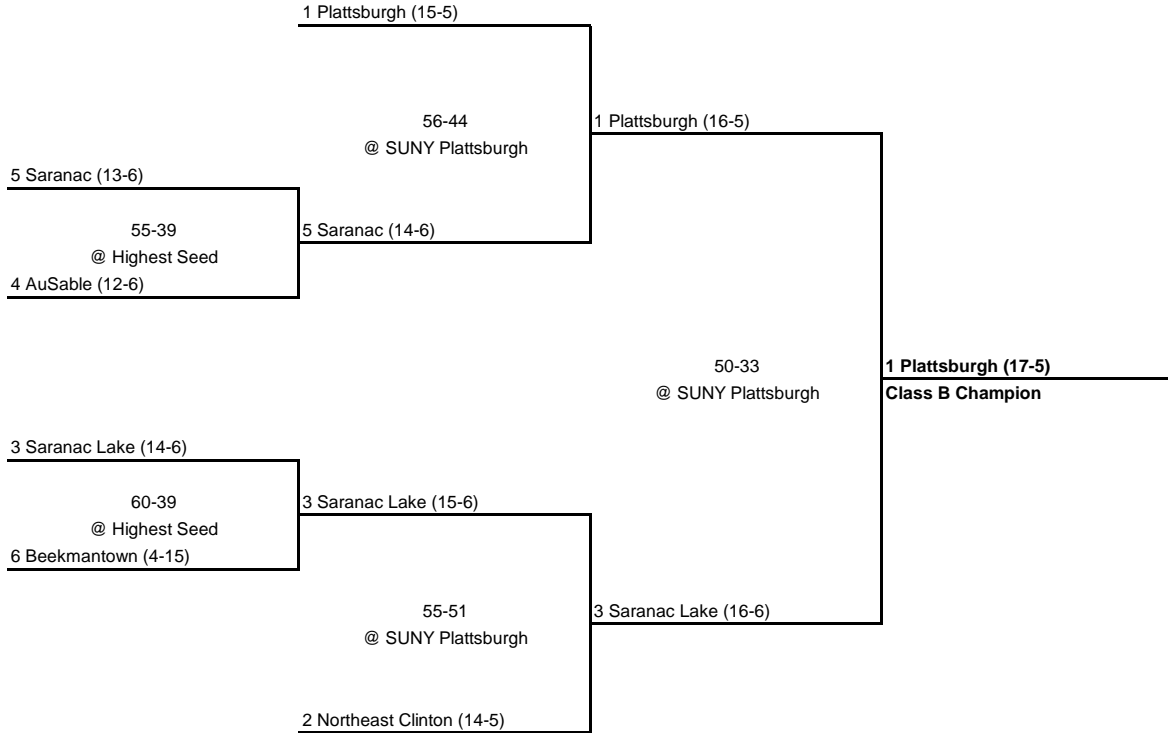 1 Plattsburgh (15-5)
56-44
@ SUNY Plattsburgh
1 Plattsburgh (16-5)
5 Saranac (13-6)
55-39
@ Highest Seed
5 Saranac (14-6)
4 AuSable (12-6)
50-33
@ SUNY Plattsburgh
1 Plattsburgh (17-5)
Class B Champion
3 Saranac Lake (14-6)
60-39
@ Highest Seed
3 Saranac Lake (15-6)
6 Beekmantown (4-15)
55-51
@ SUNY Plattsburgh
3 Saranac Lake (16-6)
2 Northeast Clinton (14-5)